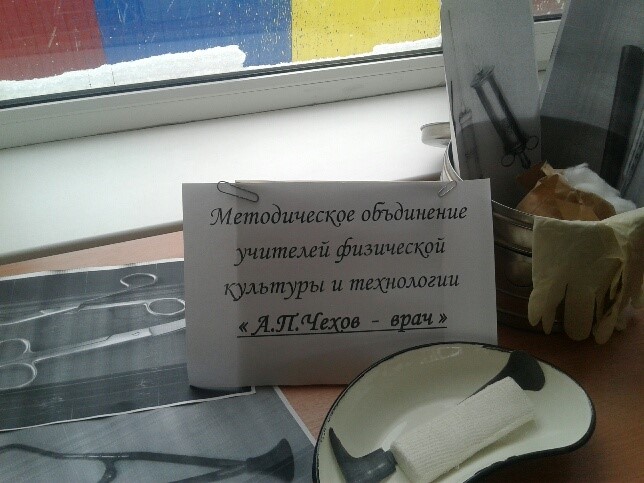 Методическое объдинение
учителей физической
культуры и технологии
« А.П.Чехов - врач »